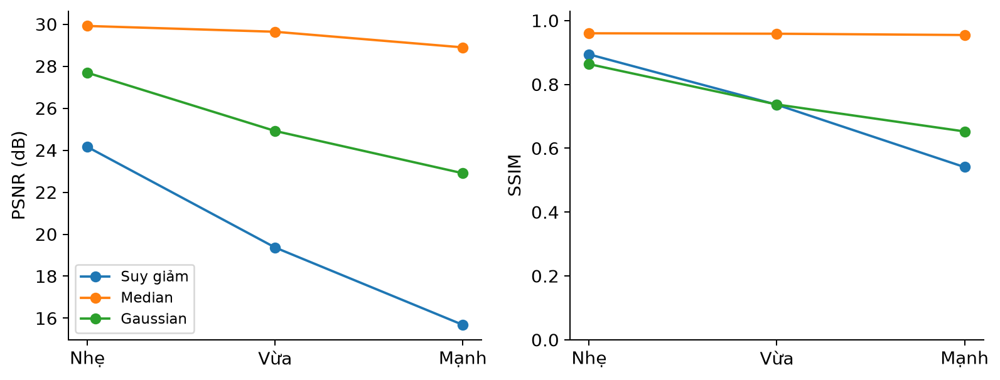 30
28
26
24
22
20
18
16
PSNR (dB)
Suy giảm
Median
Gaussian
Nhẹ
Vừa
Mạnh
1.0
0.8
0.6
0.4
0.2
0.0
SSIM
Nhẹ
Vừa
Mạnh